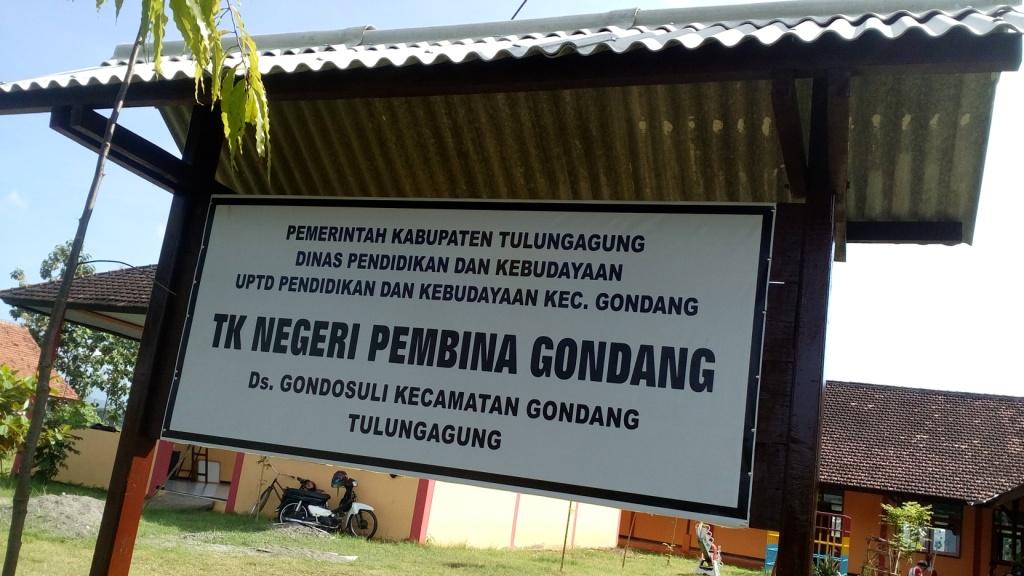 PEMERINTAH KABUPATEN TULUNGAGUNG
DINAS PENDIDIKAN DAN KEBUDAYAAN
UPTD PENDIDIKAN DAN KEBUDAYAAN KEC. GONDANG
TK NEGERI PEMBINA GONDANG
Ds. GONDOSULI KECAMATAN GONDANG
TULUNGAGUNG